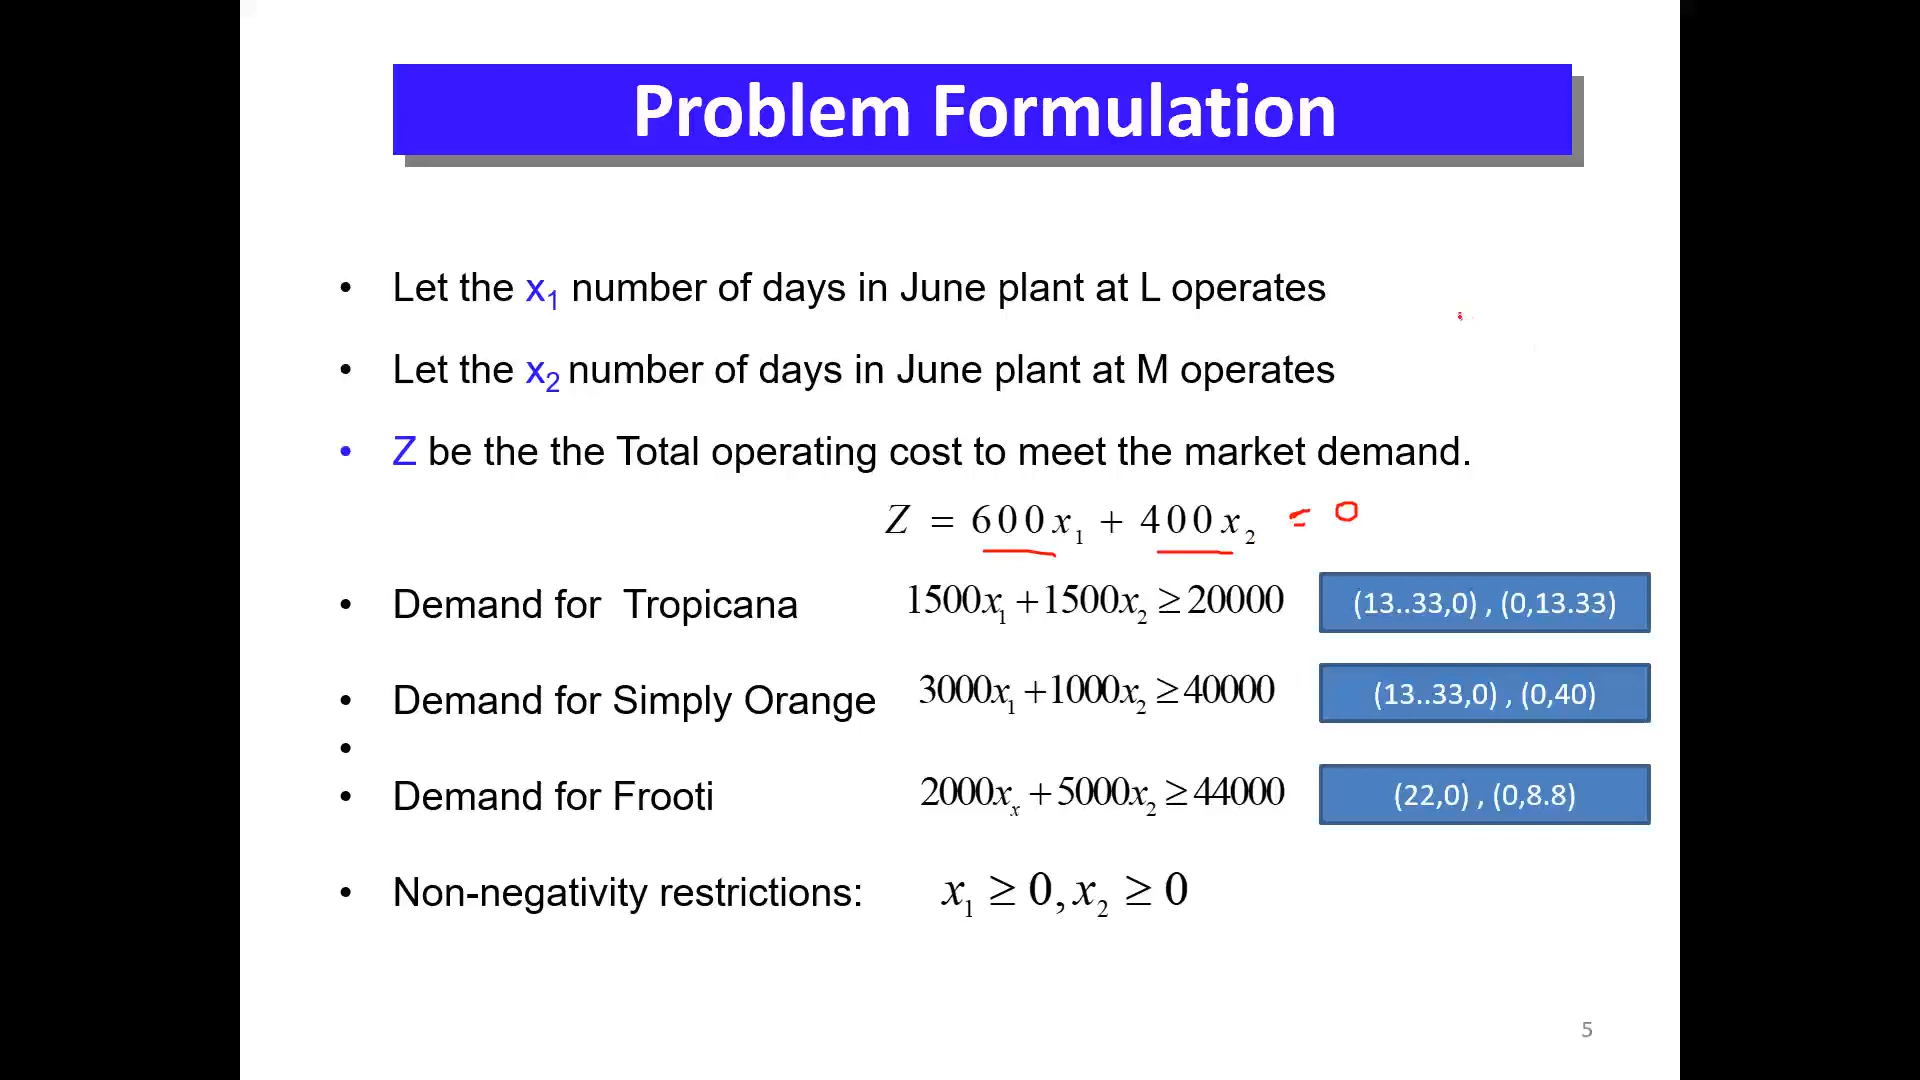 Problem Formulation
• Let the x₁ number of days in June plant at L operates
• Let the x₂ number of days in June plant at M operates
• Z be the the Total operating cost to meet the market demand.
Z = 600x₁ + 400x₂ = 0
• Demand for Tropicana 1500x₁ +1500x₂ ≥ 20000 (13..33,0) , (0,13.33)
• Demand for Simply Orange 3000x₁ +1000x₂ ≥ 40000 (13..33,0) , (0,40)
•
• Demand for Frooti 2000xₓ +5000x₂ ≥ 44000 (22,0) , (0,8.8)
• Non-negativity restrictions: x₁ ≥ 0, x₂ ≥ 0
5